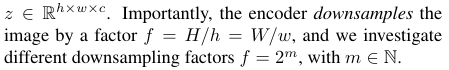 z ∈ ℝ^{h×w×c}. Importantly, the encoder downsamples the
image by a factor f = H/h = W/w, and we investigate
different downsampling factors f = 2^m, with m ∈ ℕ.